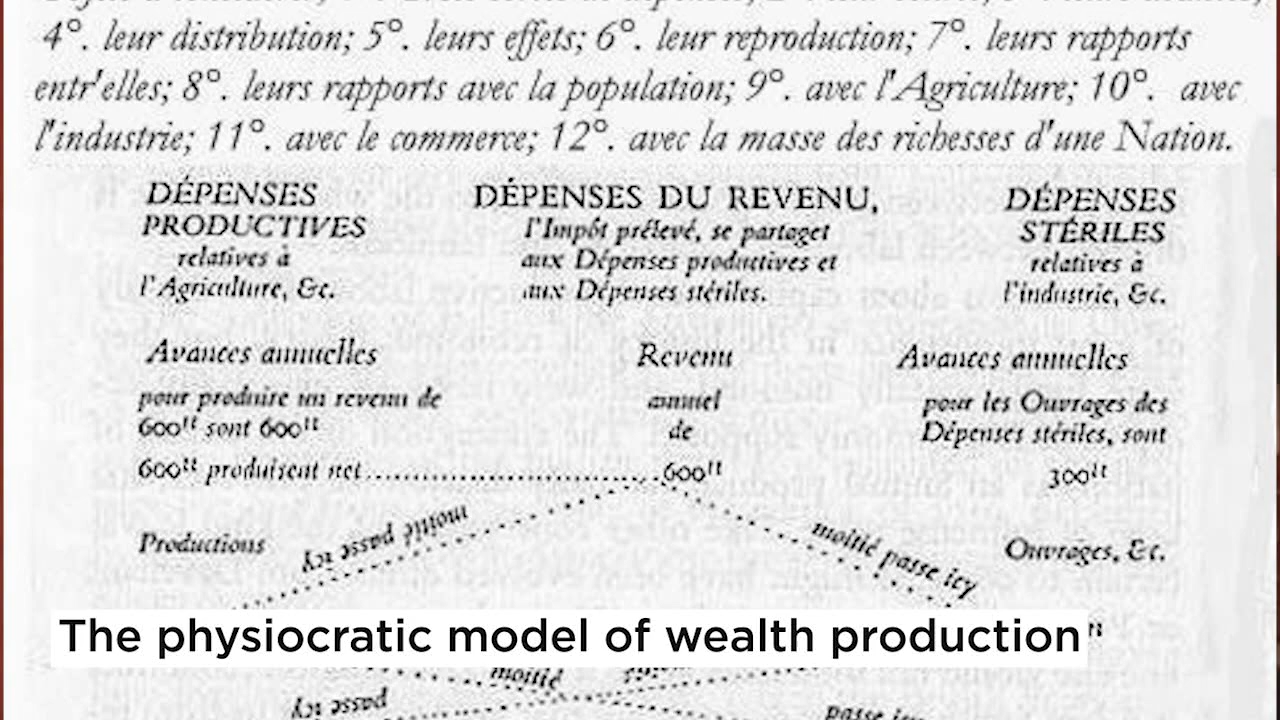 4°. leur distribution; 5°. leurs effets; 6°. leur reproduction; 7°. leurs rapports
entr'elles; 8°. leurs rapports avec la population; 9°. avec l'Agriculture; 10°. avec
l'industrie; 11°. avec le commerce; 12°. avec la masse des richesses d'une Nation.
DÉPENSES DÉPENSES DU REVENU, DÉPENSES
PRODUCTIVES l'Impôt prélevé, se partaget STÉRILES
relatives à aux Dépenses productives et relatives à
l'Agriculture, &c. aux Dépenses stériles. l'industrie, &c.
Avances annuelles Revenu Avances annuelles
pour produire un revenu de annuel pour les Ouvrages des
600tt sont 600tt de Dépenses stériles, sont
600tt produisent net 600tt 300tt
Productions moitié passe icy moitié passe icy Ouvrages, &c.
The physiocratic model of wealth production
moitié
passe icy passe